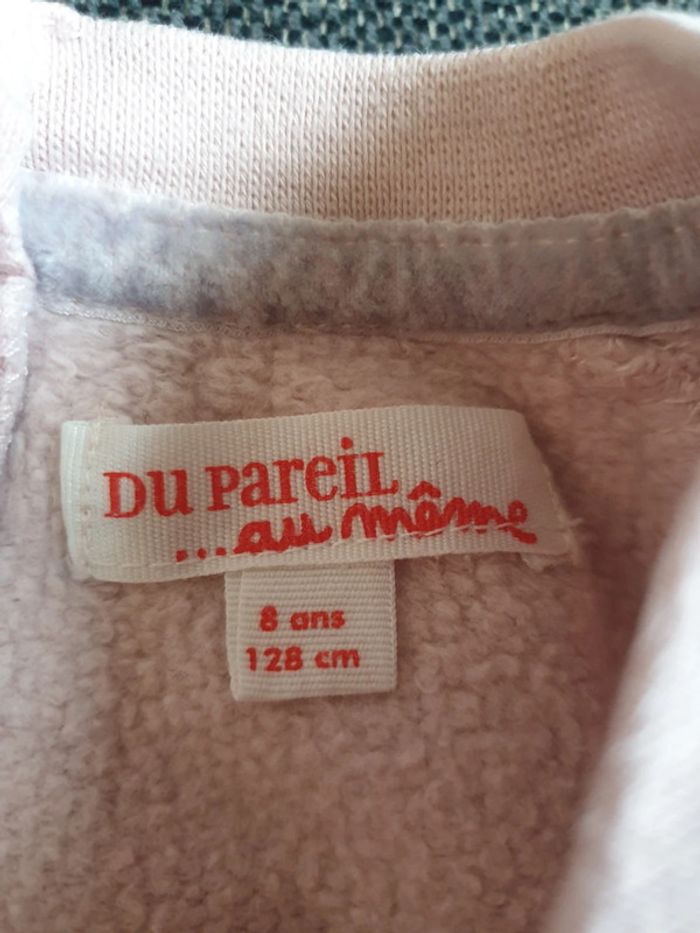 DU PareiL
...au même
8 ans
128 cm